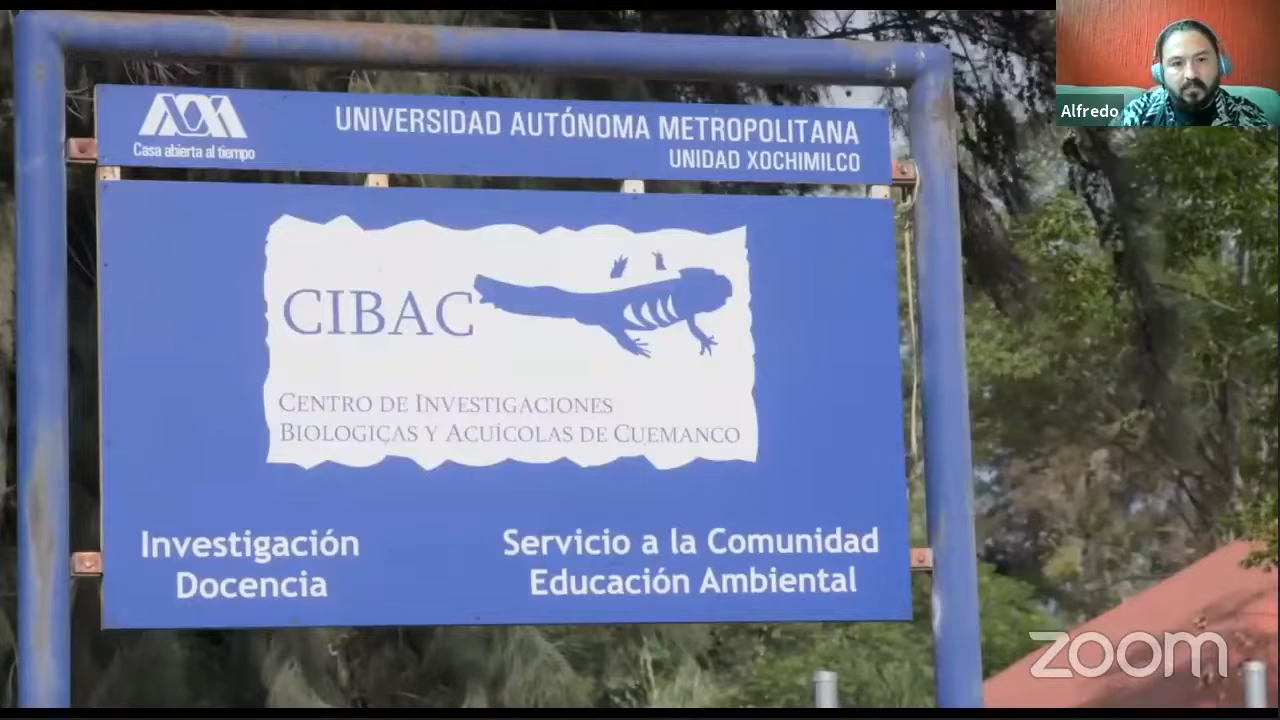 UNIVERSIDAD AUTÓNOMA METROPOLITANA
Casa abierta al tiempo
UNIDAD XOCHIMILCO
Alfredo
CIBAC
CENTRO DE INVESTIGACIONES
BIOLOGICAS Y ACUÍCOLAS DE CUEMANCO
Investigación
Docencia
Servicio a la Comunidad
Educación Ambiental
zoom